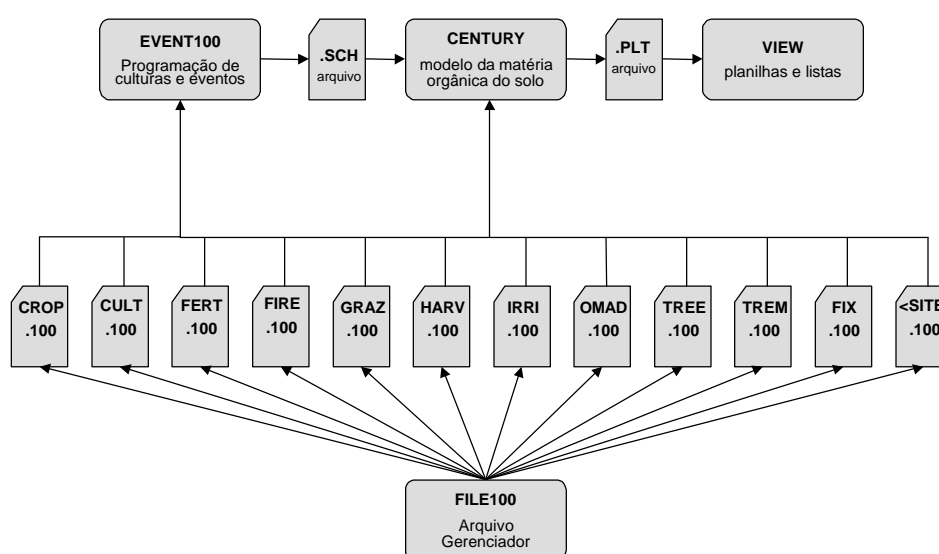 EVENT100
Programação de
culturas e eventos
.SCH
arquivo
CENTURY
modelo da matéria
orgânica do solo
.PLT
arquivo
VIEW
planilhas e listas
CROP
.100
CULT
.100
FERT
.100
FIRE
.100
GRAZ
.100
HARV
.100
IRRI
.100
OMAD
.100
TREE
.100
TREM
.100
FIX
.100
<SITE
.100
FILE100
Arquivo
Gerenciador